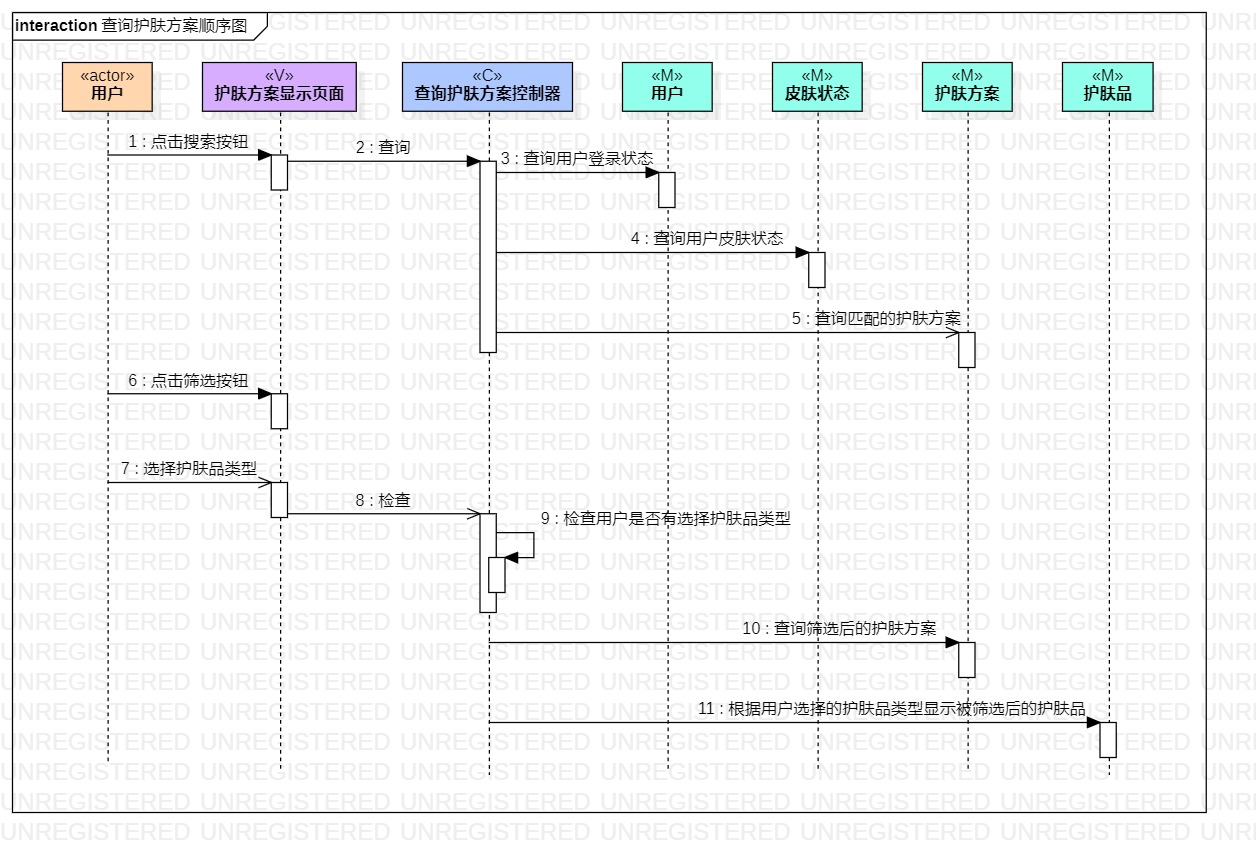 interaction 查询护肤方案顺序图
«actor»
用户
«V»
护肤方案显示页面
«C»
查询护肤方案控制器
«M»
用户
«M»
皮肤状态
«M»
护肤方案
«M»
护肤品
1 : 点击搜索按钮
2 : 查询
3 : 查询用户登录状态
4 : 查询用户皮肤状态
5 : 查询匹配的护肤方案
6 : 点击筛选按钮
7 : 选择护肤品类型
8 : 检查
9 : 检查用户是否有选择护肤品类型
10 : 查询筛选后的护肤方案
11 : 根据用户选择的护肤品类型显示被筛选后的护肤品
UNREGISTERED